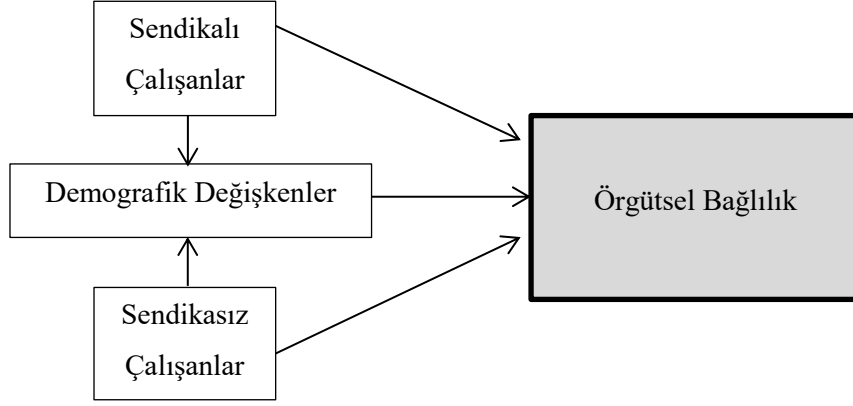 Sendikalı
Çalışanlar
Demografik Değişkenler
Örgütsel Bağlılık
Sendikasız
Çalışanlar